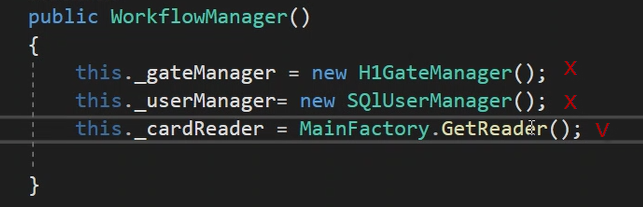 public WorkflowManager()
{
this._gateManager = new H1GateManager(); X
this._userManager= new SQlUserManager(); X
this._cardReader = MainFactory.GetReader(); V
}